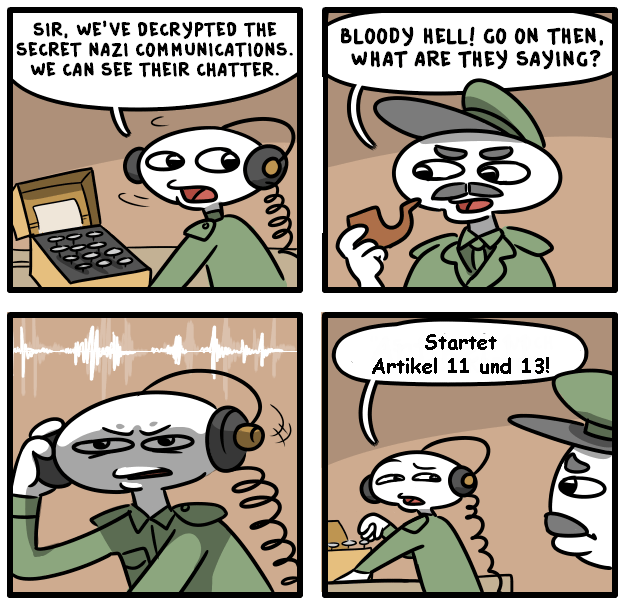 SIR, WE'VE DECRYPTED THE
SECRET NAZI COMMUNICATIONS.
WE CAN SEE THEIR CHATTER.
BLOODY HELL! GO ON THEN,
WHAT ARE THEY SAYING?
Startet
Artikel 11 und 13!